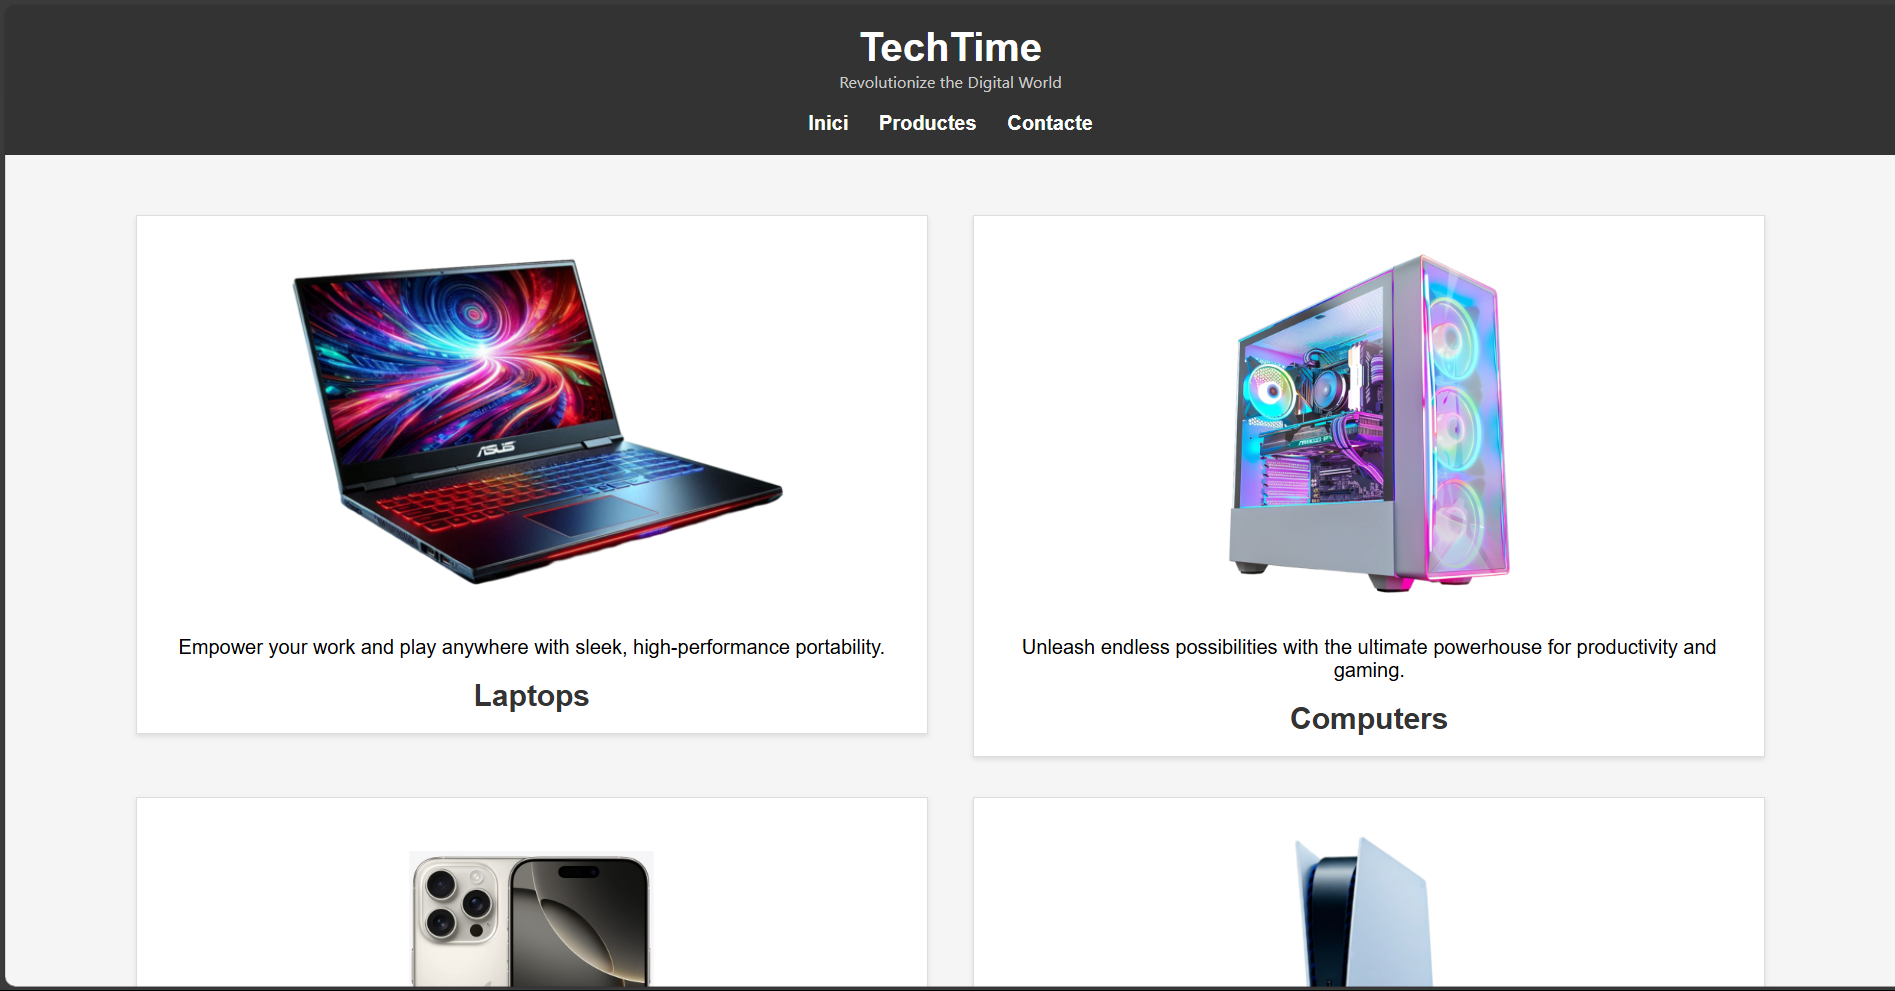 TechTime
Revolutionize the Digital World
Inici Productes Contacte
ASUS
Empower your work and play anywhere with sleek, high-performance portability.
Laptops
Unleash endless possibilities with the ultimate powerhouse for productivity and
gaming.
Computers